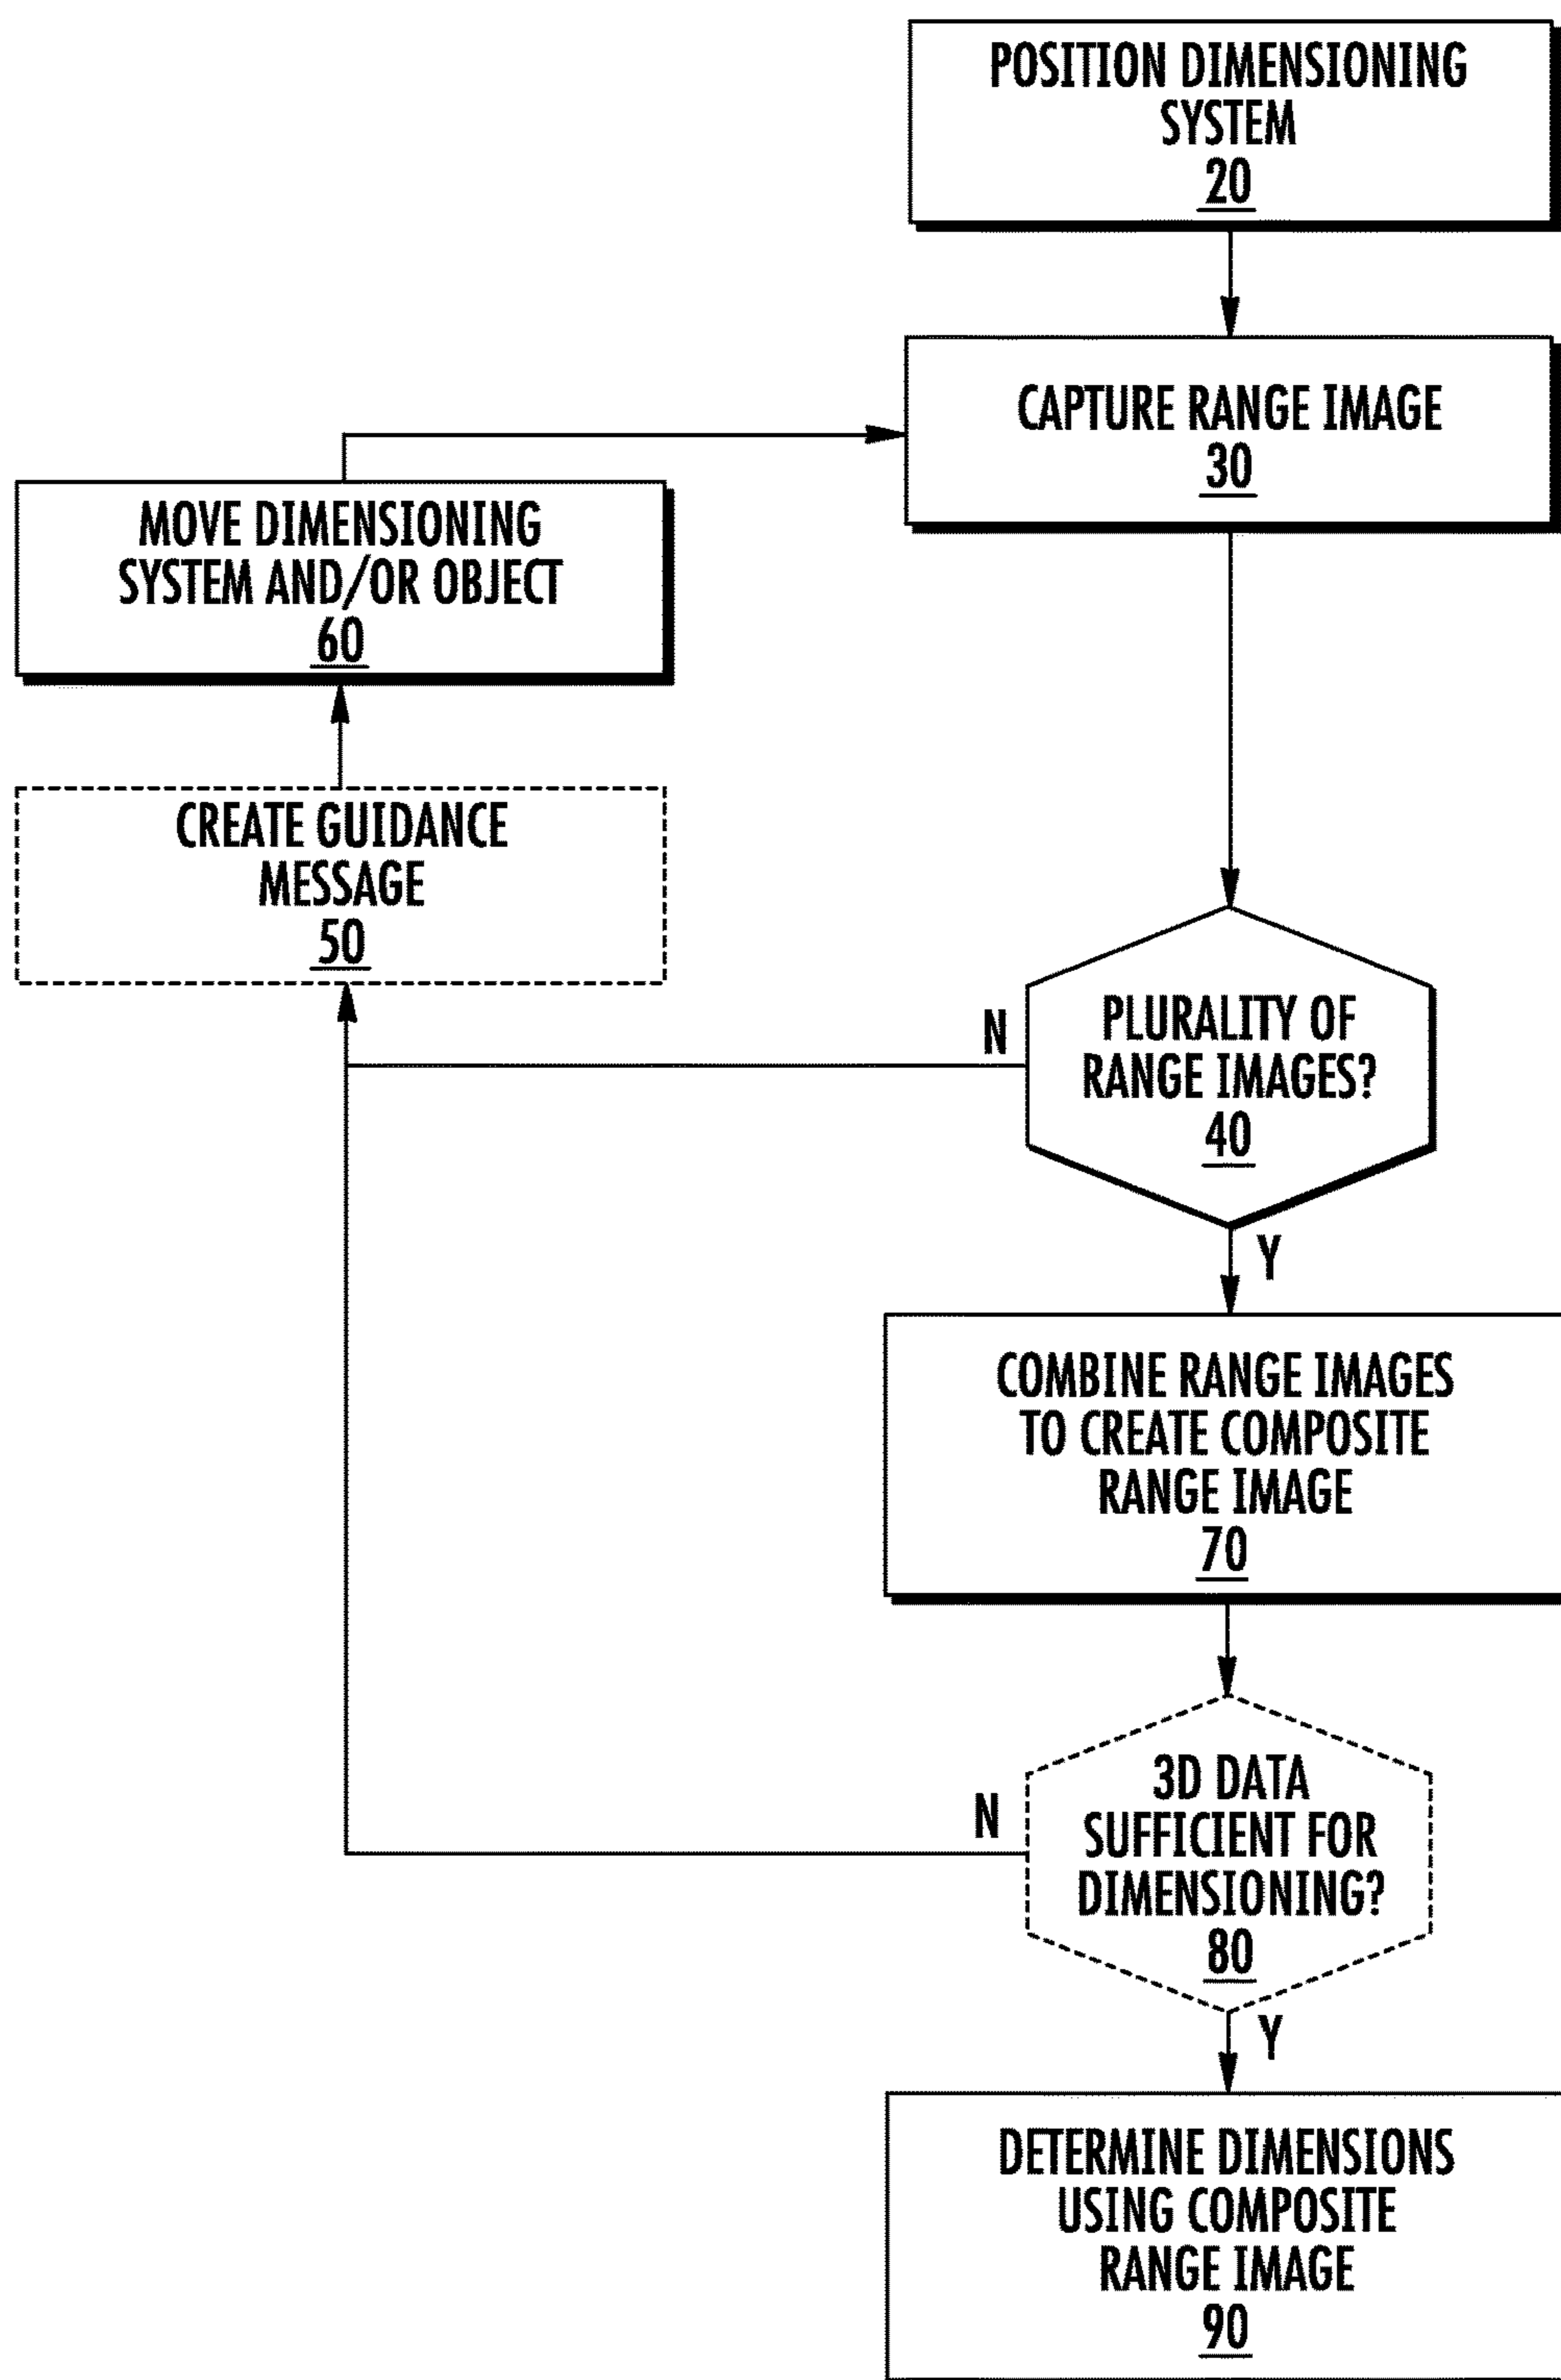 POSITION DIMENSIONING
SYSTEM
20
CAPTURE RANGE IMAGE
30
MOVE DIMENSIONING
SYSTEM AND/OR OBJECT
60
CREATE GUIDANCE
MESSAGE
50
N
PLURALITY OF
RANGE IMAGES?
40
Y
COMBINE RANGE IMAGES
TO CREATE COMPOSITE
RANGE IMAGE
70
N
3D DATA
SUFFICIENT FOR
DIMENSIONING?
80
Y
DETERMINE DIMENSIONS
USING COMPOSITE
RANGE IMAGE
90